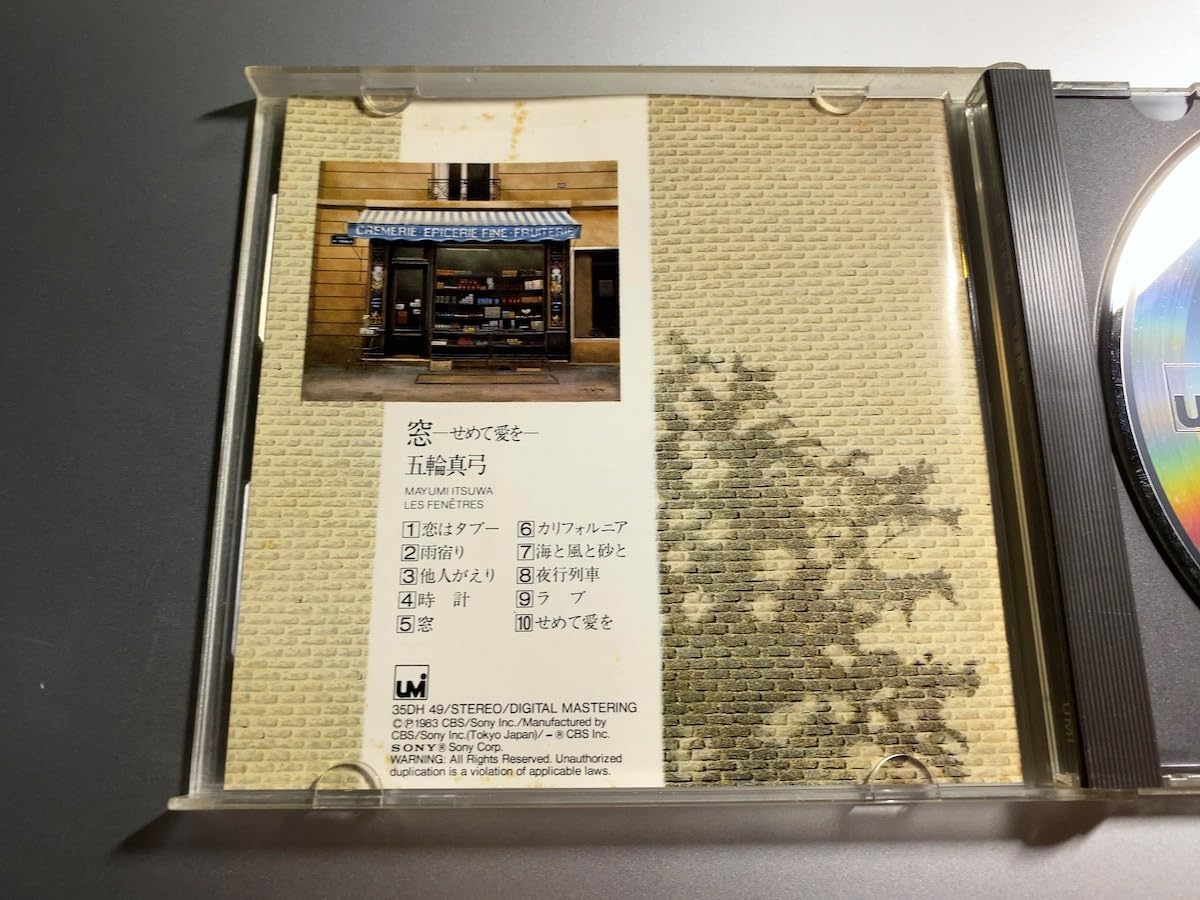 CREMERIE · EPICERIE FINE · FRUITERIE
窓—せめて愛を—
五輪真弓
MAYUMI ITSUWA
LES FENÊTRES
1 恋はタブー
2 雨宿り
3 他人がえり
4 時 計
5 窓
6 カリフォルニア
7 海と風と砂と
8 夜行列車
9 ラ ブ
10 せめて愛を
35DH 49/STEREO/DIGITAL MASTERING
© ℗ 1983 CBS/Sony Inc./Manufactured by
CBS/Sony Inc.(Tokyo Japan)/–® CBS Inc.
SONY® Sony Corp.
WARNING: All Rights Reserved. Unauthorized
duplication is a violation of applicable laws.